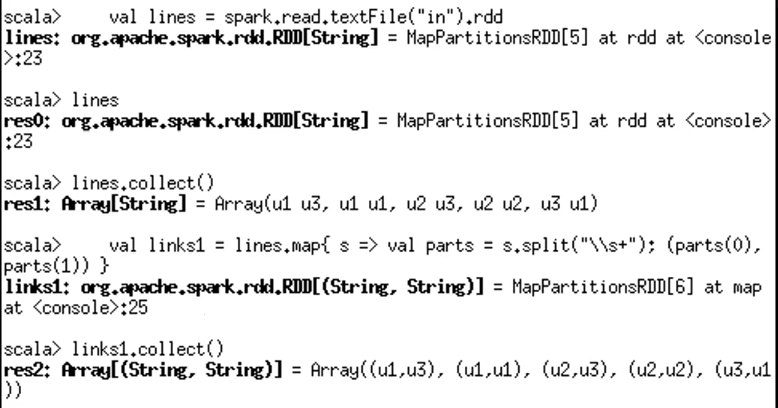 scala>     val lines = spark.read.textFile("in").rdd
lines: org.apache.spark.rdd.RDD[String] = MapPartitionsRDD[5] at rdd at <console
>:23
scala> lines
res0: org.apache.spark.rdd.RDD[String] = MapPartitionsRDD[5] at rdd at <console>
:23
scala> lines.collect()
res1: Array[String] = Array(u1 u3, u1 u1, u2 u3, u2 u2, u3 u1)
scala>     val links1 = lines.map{ s => val parts = s.split("\\s+"); (parts(0),
parts(1)) }
links1: org.apache.spark.rdd.RDD[(String, String)] = MapPartitionsRDD[6] at map
at <console>:25
scala> links1.collect()
res2: Array[(String, String)] = Array((u1,u3), (u1,u1), (u2,u3), (u2,u2), (u3,u1
))